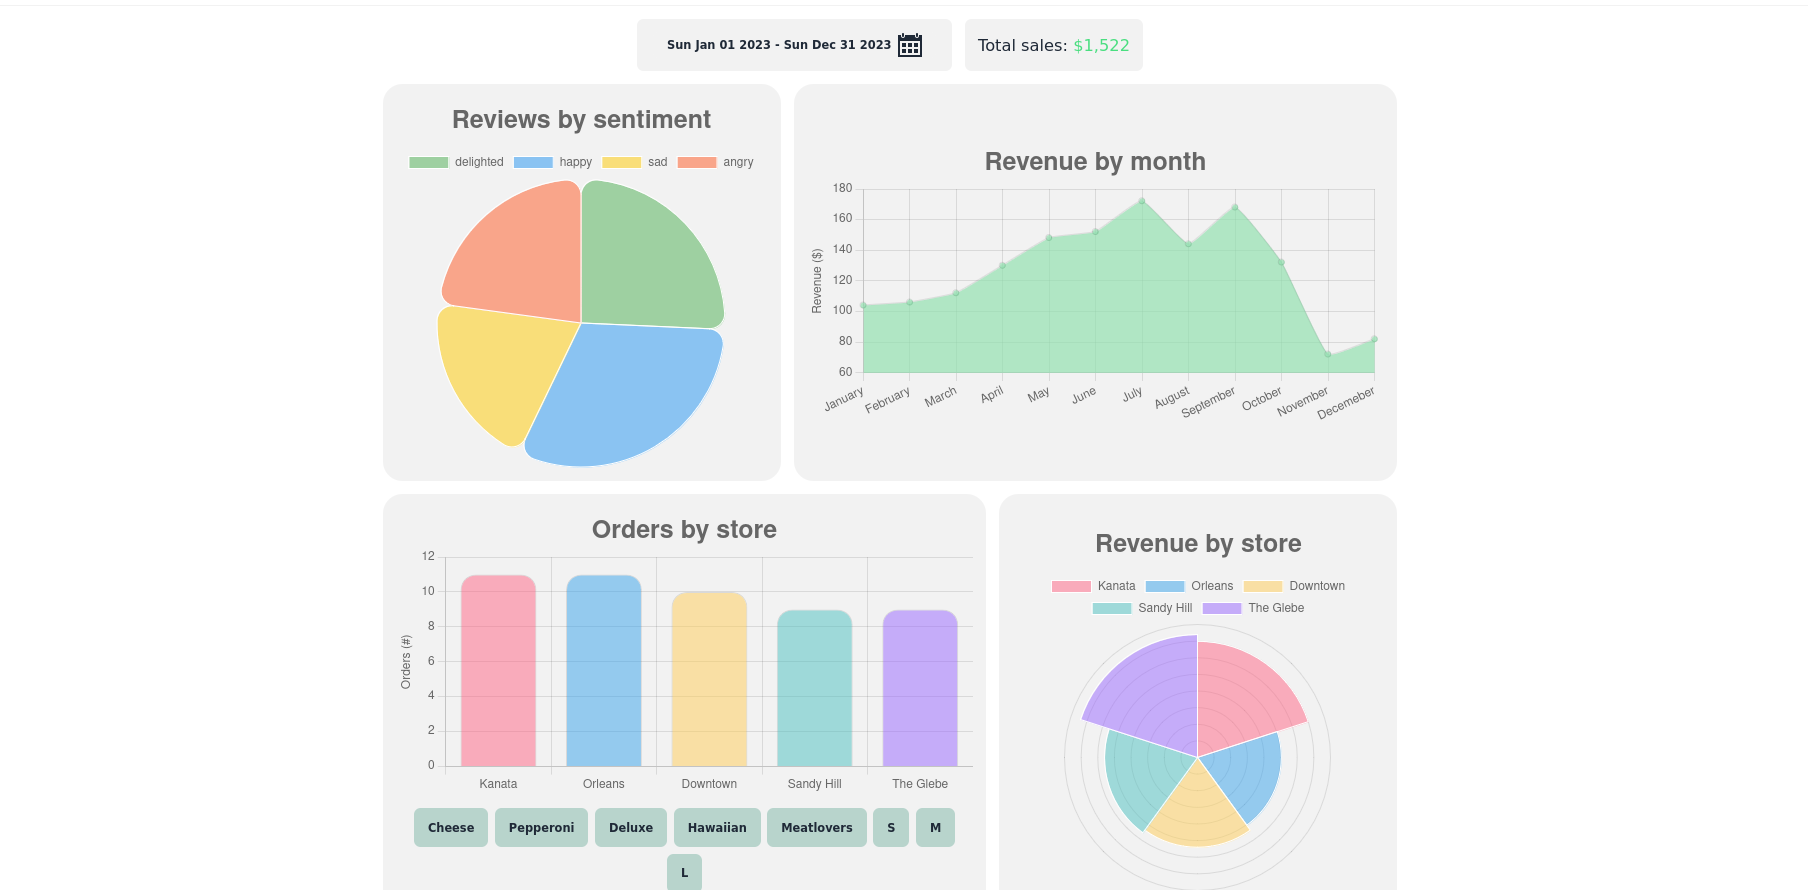 Sun Jan 01 2023 - Sun Dec 31 2023
Total sales: $1,522
Reviews by sentiment
delighted happy sad angry
Revenue by month
180
160
140
120
100
80
60
Revenue ($)
January February March April May June July August September October November Decemeber
Orders by store
12
10
8
6
4
2
0
Orders (#)
Kanata Orleans Downtown Sandy Hill The Glebe
Cheese Pepperoni Deluxe Hawaiian Meatlovers S M
L
Revenue by store
Kanata Orleans Downtown
Sandy Hill The Glebe